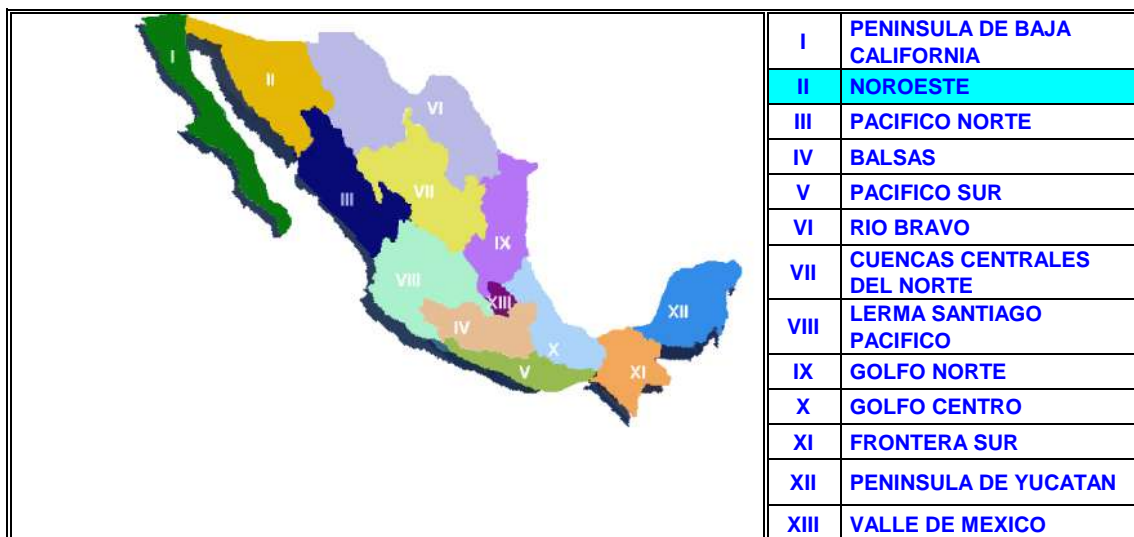 I
II
VI
III
VII
IX
VIII
XIII
XII
IV
X
V
XI
I PENINSULA DE BAJA
CALIFORNIA
II NOROESTE
III PACIFICO NORTE
IV BALSAS
V PACIFICO SUR
VI RIO BRAVO
VII CUENCAS CENTRALES
DEL NORTE
VIII LERMA SANTIAGO
PACIFICO
IX GOLFO NORTE
X GOLFO CENTRO
XI FRONTERA SUR
XII PENINSULA DE YUCATAN
XIII VALLE DE MEXICO